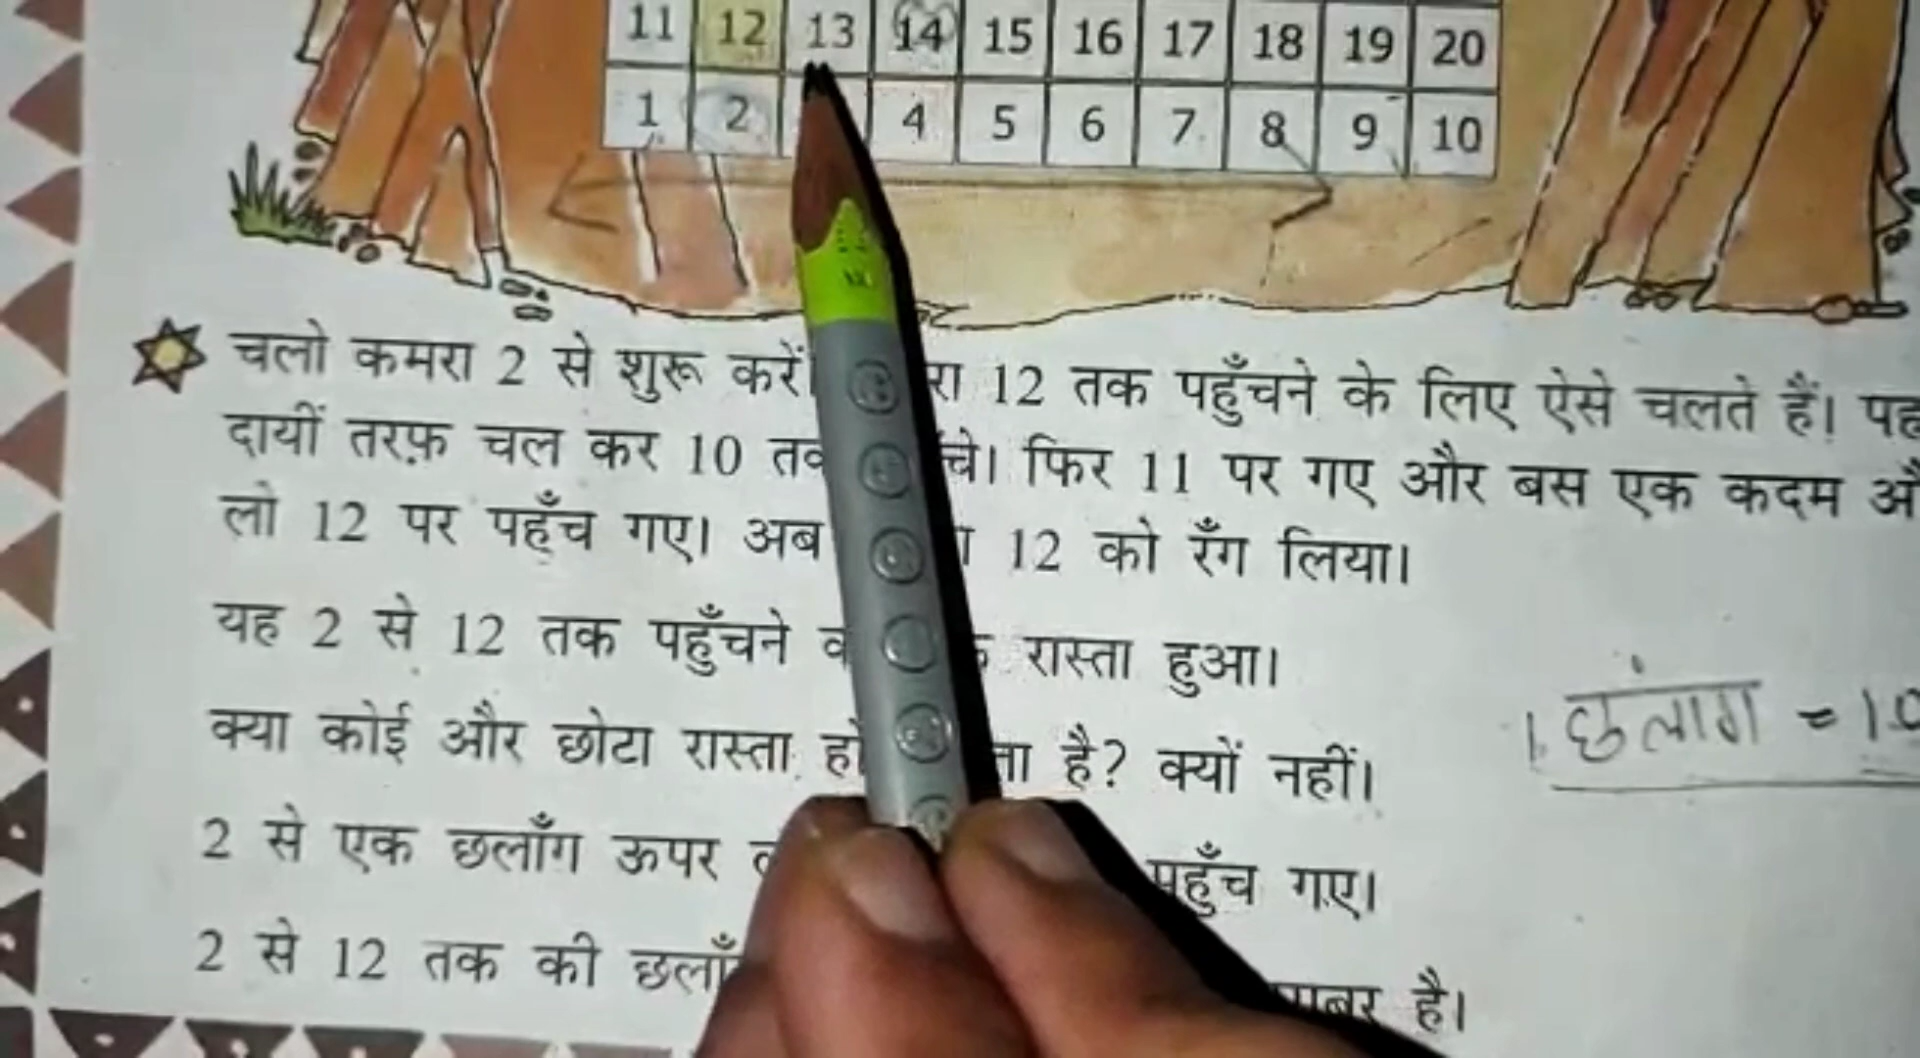 11 12 13 14 15 16 17 18 19 20
1 2 4 5 6 7 8 9 10
चलो कमरा 2 से शुरू करें 12 तक पहुँचने के लिए ऐसे चलते हैं।
दायीं तरफ़ चल कर 10 फिर 11 पर गए और बस एक कदम
लो 12 पर पहुँच गए। अब 12 को रँग लिया।
यह 2 से 12 तक पहुँचने रास्ता हुआ।
क्या कोई और छोटा रास्ता है? क्यों नहीं।
1 छंलाग = 10
2 से एक छलाँग ऊपर पहुँच गए।
2 से 12 तक की है।